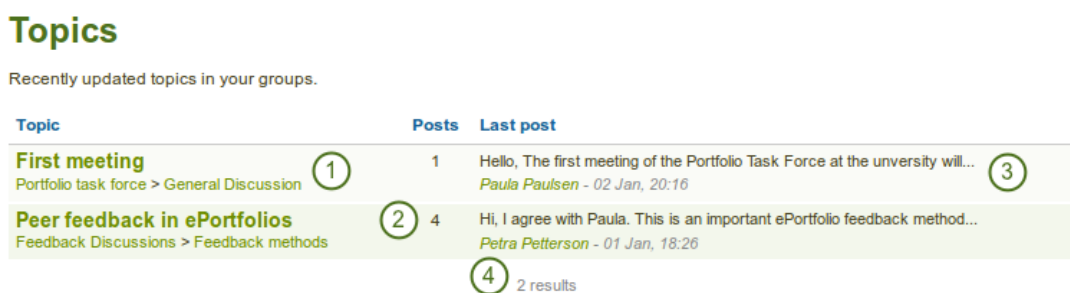 Topics
Recently updated topics in your groups.
Topic Posts Last post
First meeting 1 1 Hello, The first meeting of the Portfolio Task Force at the unversity will... 3
Portfolio task force > General Discussion Paula Paulsen - 02 Jan, 20:16
Peer feedback in ePortfolios 2 4 Hi, I agree with Paula. This is an important ePortfolio feedback method...
Feedback Discussions > Feedback methods Petra Petterson - 01 Jan, 18:26
4 2 results